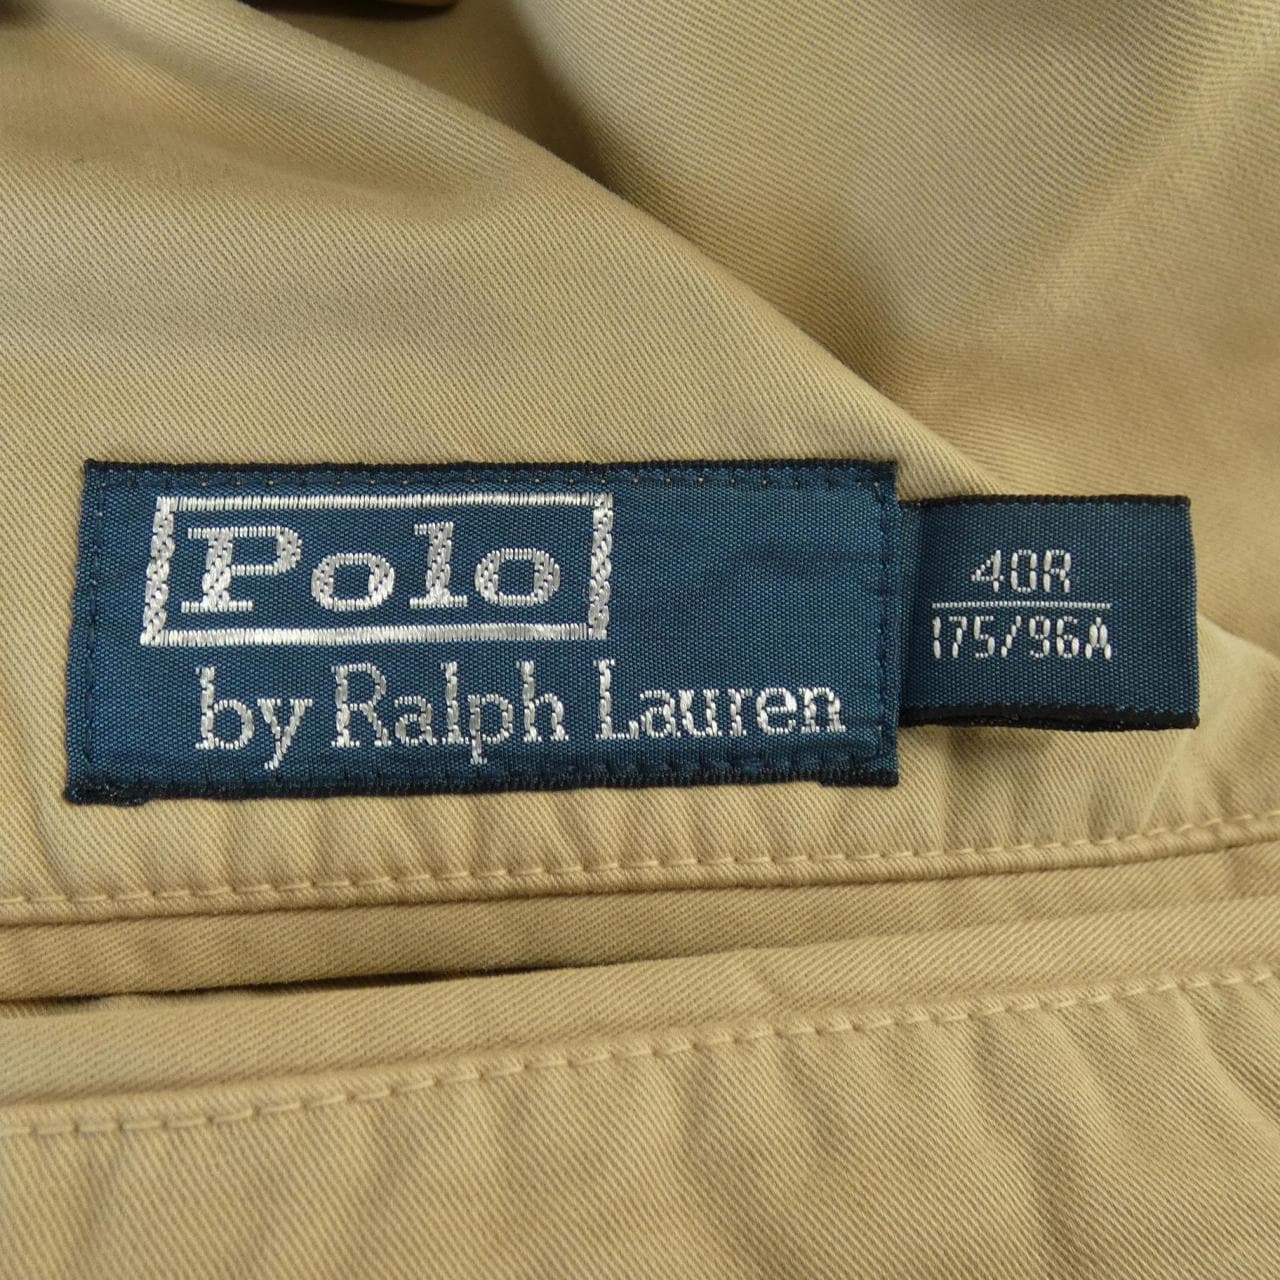 Polo
by Ralph Lauren
40R
175/96A